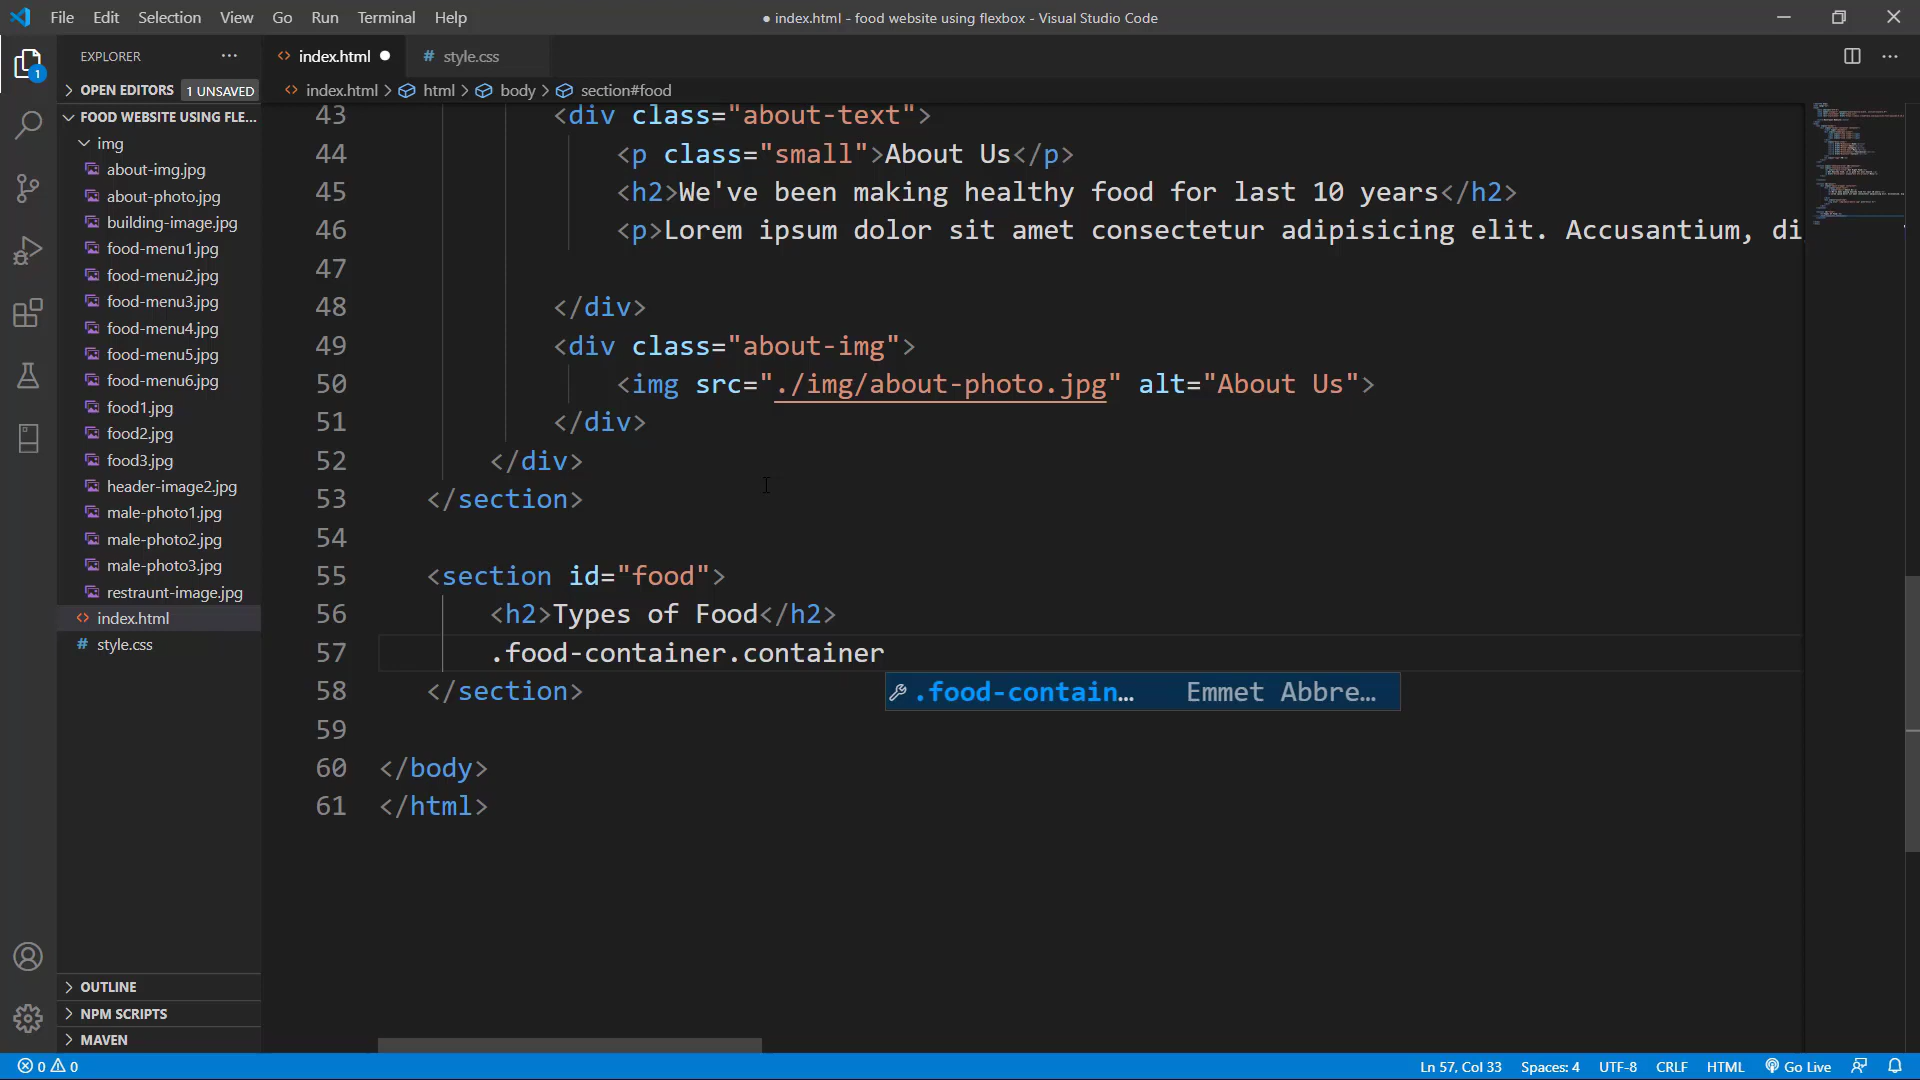 File Edit Selection View Go Run Terminal Help
● index.html - food website using flexbox - Visual Studio Code
EXPLORER
OPEN EDITORS 1 UNSAVED
FOOD WEBSITE USING FLE...
img
about-img.jpg
about-photo.jpg
building-image.jpg
food-menu1.jpg
food-menu2.jpg
food-menu3.jpg
food-menu4.jpg
food-menu5.jpg
food-menu6.jpg
food1.jpg
food2.jpg
food3.jpg
header-image2.jpg
male-photo1.jpg
male-photo2.jpg
male-photo3.jpg
restraunt-image.jpg
index.html
style.css
OUTLINE
NPM SCRIPTS
MAVEN
index.html ● style.css
index.html > html > body > section#food
43 <div class="about-text">
44 <p class="small">About Us</p>
45 <h2>We've been making healthy food for last 10 years</h2>
46 <p>Lorem ipsum dolor sit amet consectetur adipisicing elit. Accusantium, di
47
48 </div>
49 <div class="about-img">
50 <img src="./img/about-photo.jpg" alt="About Us">
51 </div>
52 </div>
53 </section>
54
55 <section id="food">
56 <h2>Types of Food</h2>
57 .food-container.container
58 </section>
.food-contain… Emmet Abbre…
59
60 </body>
61 </html>
0 0
Ln 57, Col 33 Spaces: 4 UTF-8 CRLF HTML Go Live